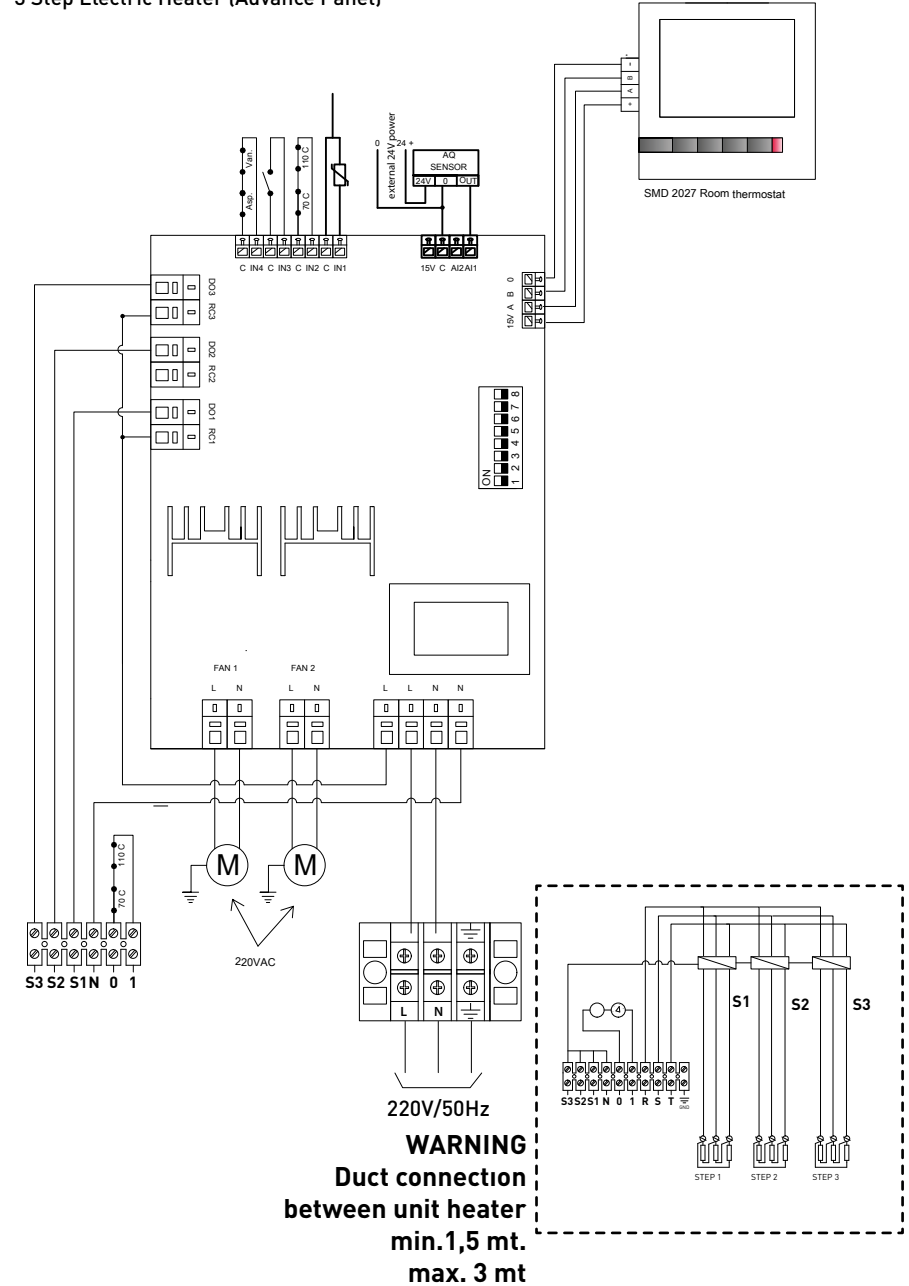 3 Step Electric Heater (Advance Panel)
SMD 2027 Room thermostat
-
B
A
+
external 24V power
0 24 +
AQ
SENSOR
24V 0 OUT
Asp. Van.
70 C 110 C
C IN4 C IN3 C IN2 C IN1
15V C AI2 AI1
15V A B 0
DO3
RC3
DO2
RC2
DO1
RC1
ON
1 2 3 4 5 6 7 8
FAN 1 FAN 2
L N L N L L N N
M M
220VAC
70 C 110 C
S3 S2 S1 N 0 1
L N
220V/50Hz
WARNING
Duct connectıon
between unit heater
min.1,5 mt.
max. 3 mt
S1 S2 S3
4
S3 S2 S1 N 0 1 R S T
GND
STEP 1 STEP 2 STEP 3